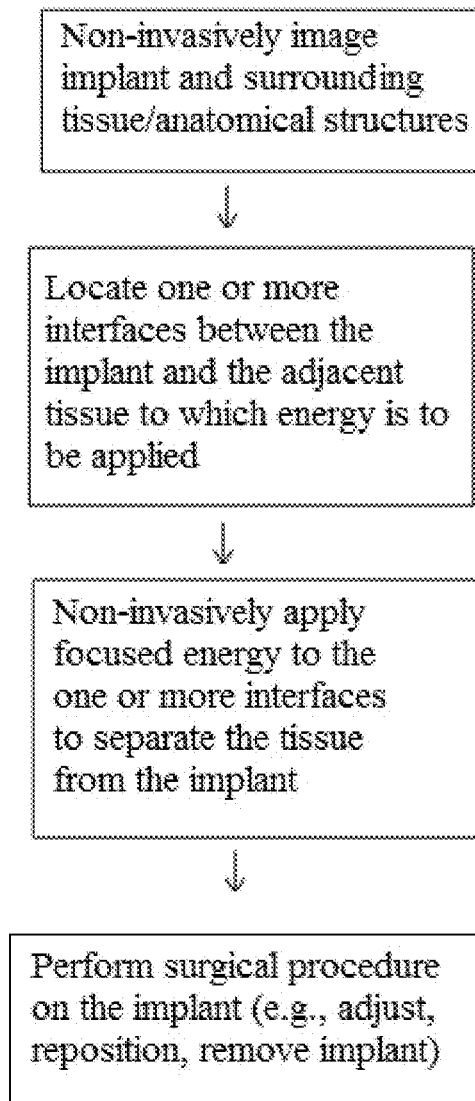 Non-invasively image
implant and surrounding
tissue/anatomical structures
Locate one or more
interfaces between the
implant and the adjacent
tissue to which energy is to
be applied
Non-invasively apply
focused energy to the
one or more interfaces
to separate the tissue
from the implant
Perform surgical procedure
on the implant (e.g., adjust,
reposition, remove implant)